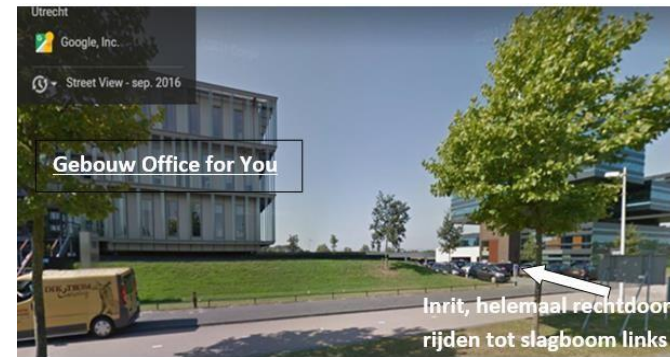 Utrecht
Google, Inc.
Street View - sep. 2016
Gebouw Office for You
Inrit, helemaal rechtdoor
rijden tot slagboom links